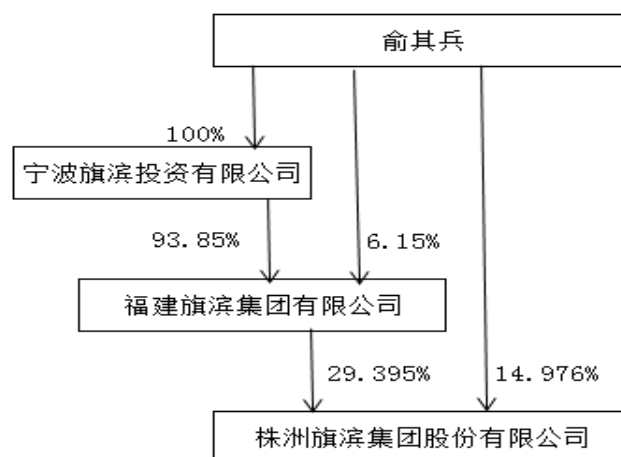 俞其兵
100%
宁波旗滨投资有限公司
93.85%
6.15%
福建旗滨集团有限公司
29.395%
14.976%
株洲旗滨集团股份有限公司